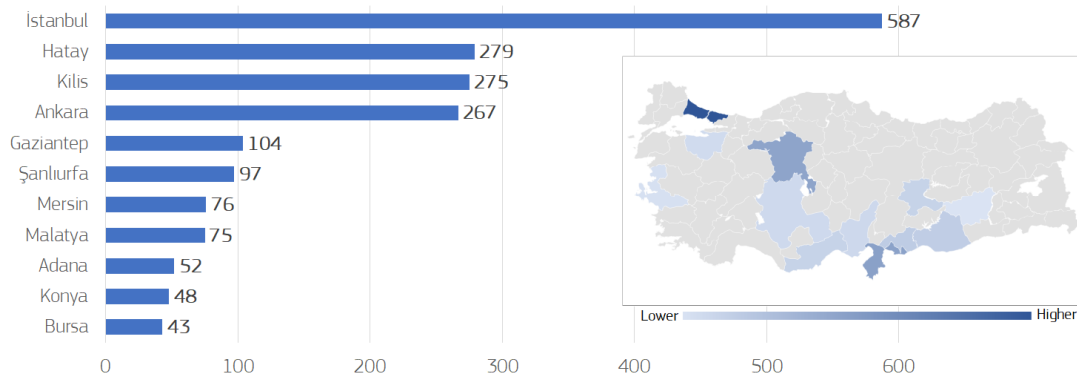 İstanbul 587
Hatay 279
Kilis 275
Ankara 267
Gaziantep 104
Şanlıurfa 97
Mersin 76
Malatya 75
Adana 52
Konya 48
Bursa 43
Lower Higher
0 100 200 300 400 500 600